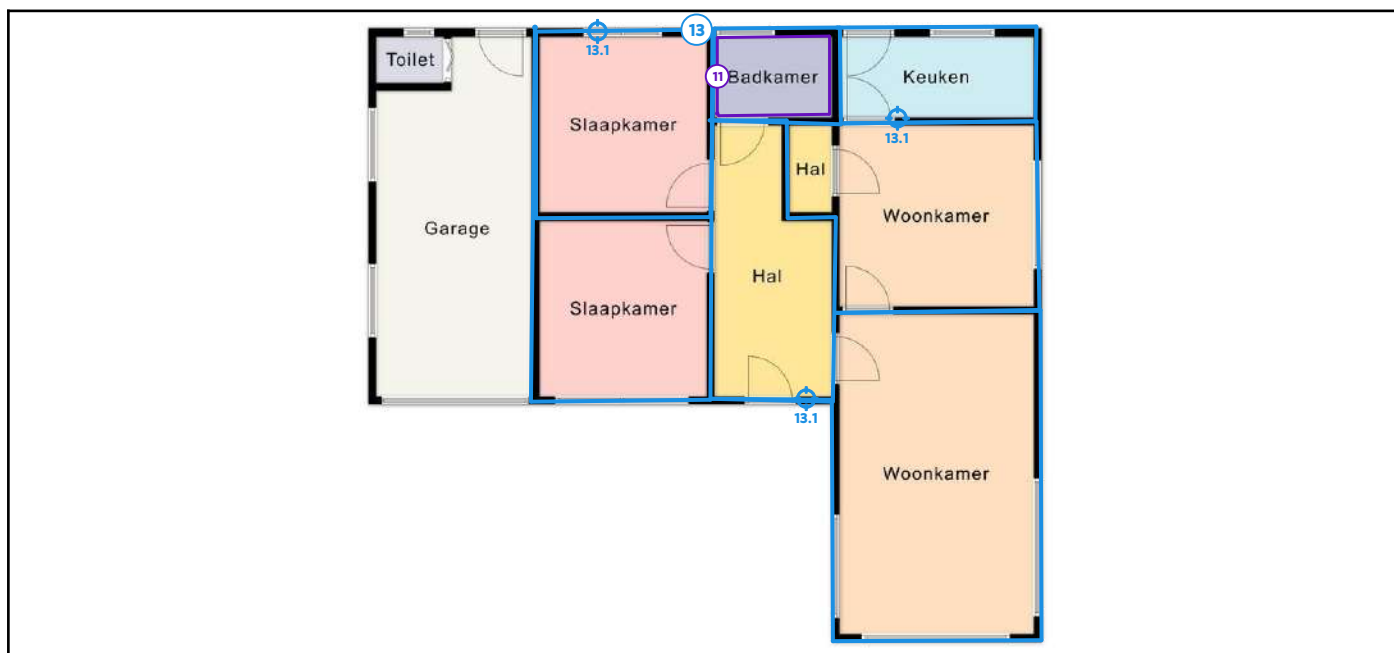 13
13.1
Toilet
Slaapkamer
11
Badkamer
Keuken
13.1
Hal
Garage
Woonkamer
Hal
Slaapkamer
13.1
Woonkamer